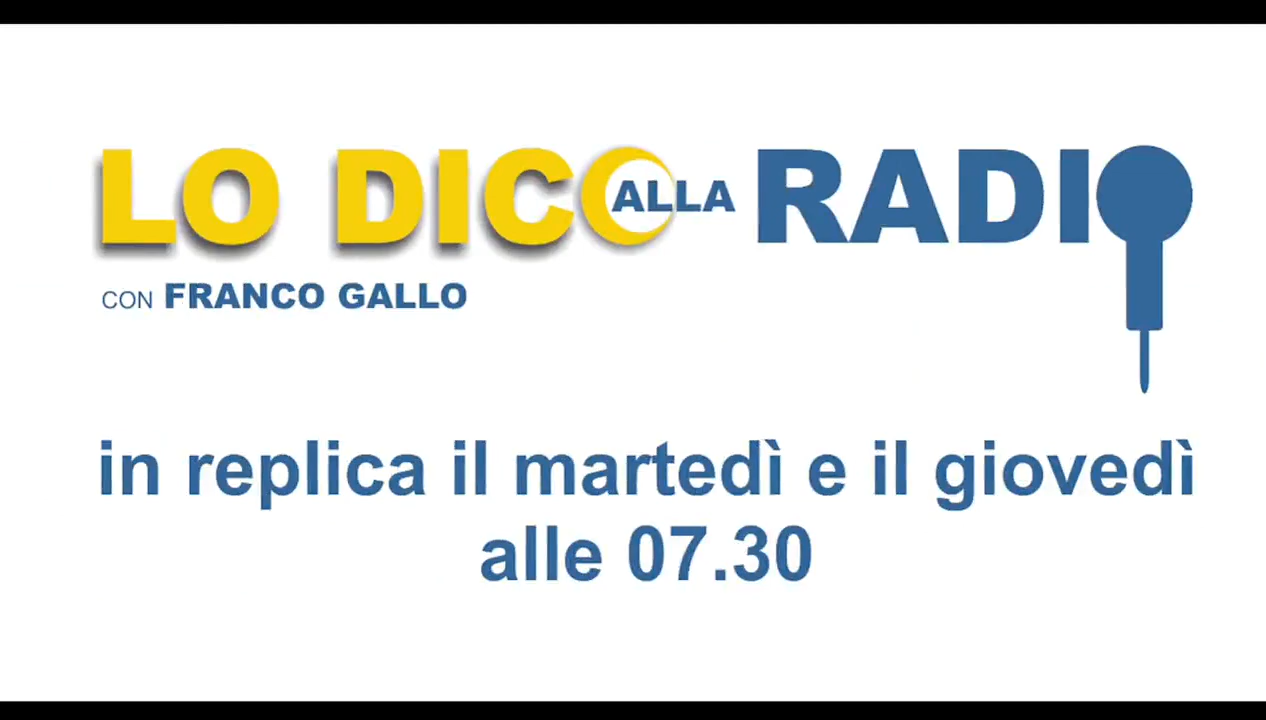 LO DICO ALLA RADIO
CON FRANCO GALLO
in replica il martedì e il giovedì
alle 07.30